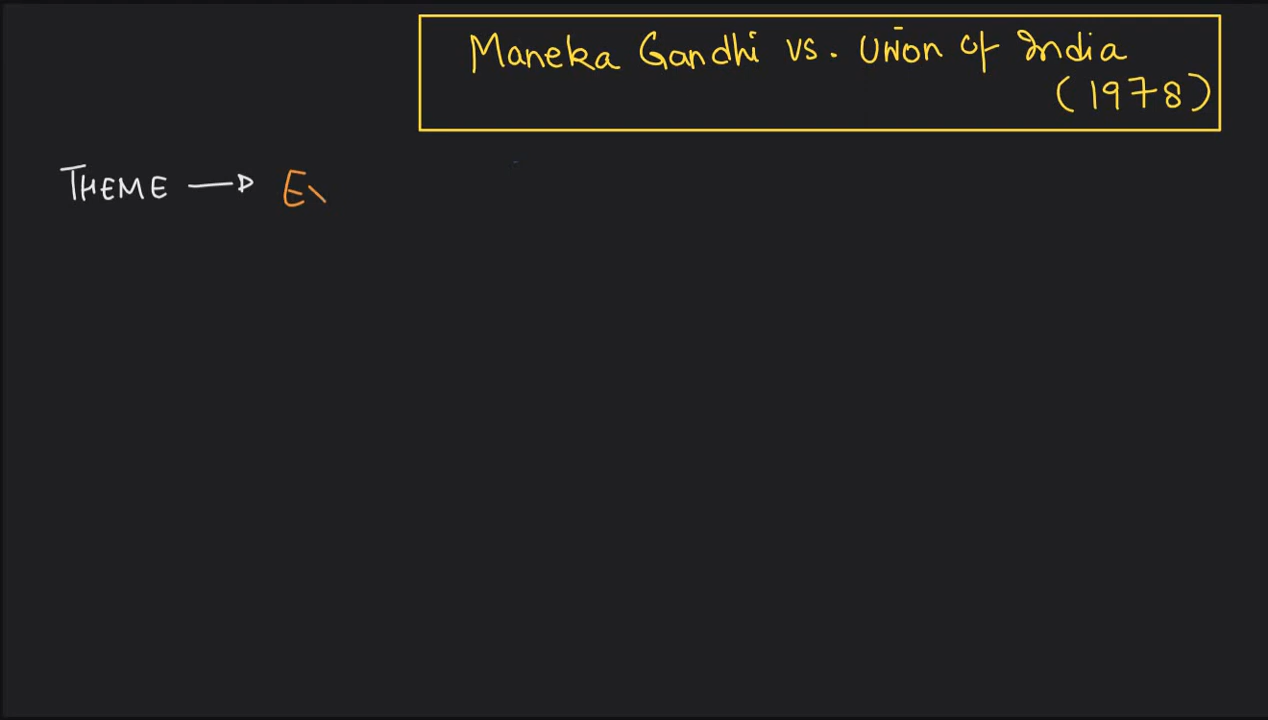 Maneka Gandhi vs. Union of India
(1978)
THEME → E